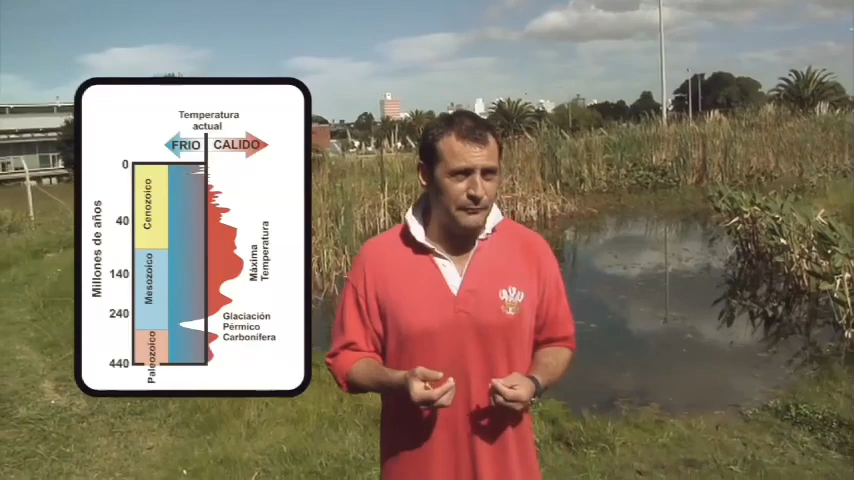 Temperatura
actual
FRIO CALIDO
Millones de años
0
40
140
240
440
Cenozoico
Mesozoico
Paleozoico
Máxima
Temperatura
Glaciación
Pérmico
Carbonífera